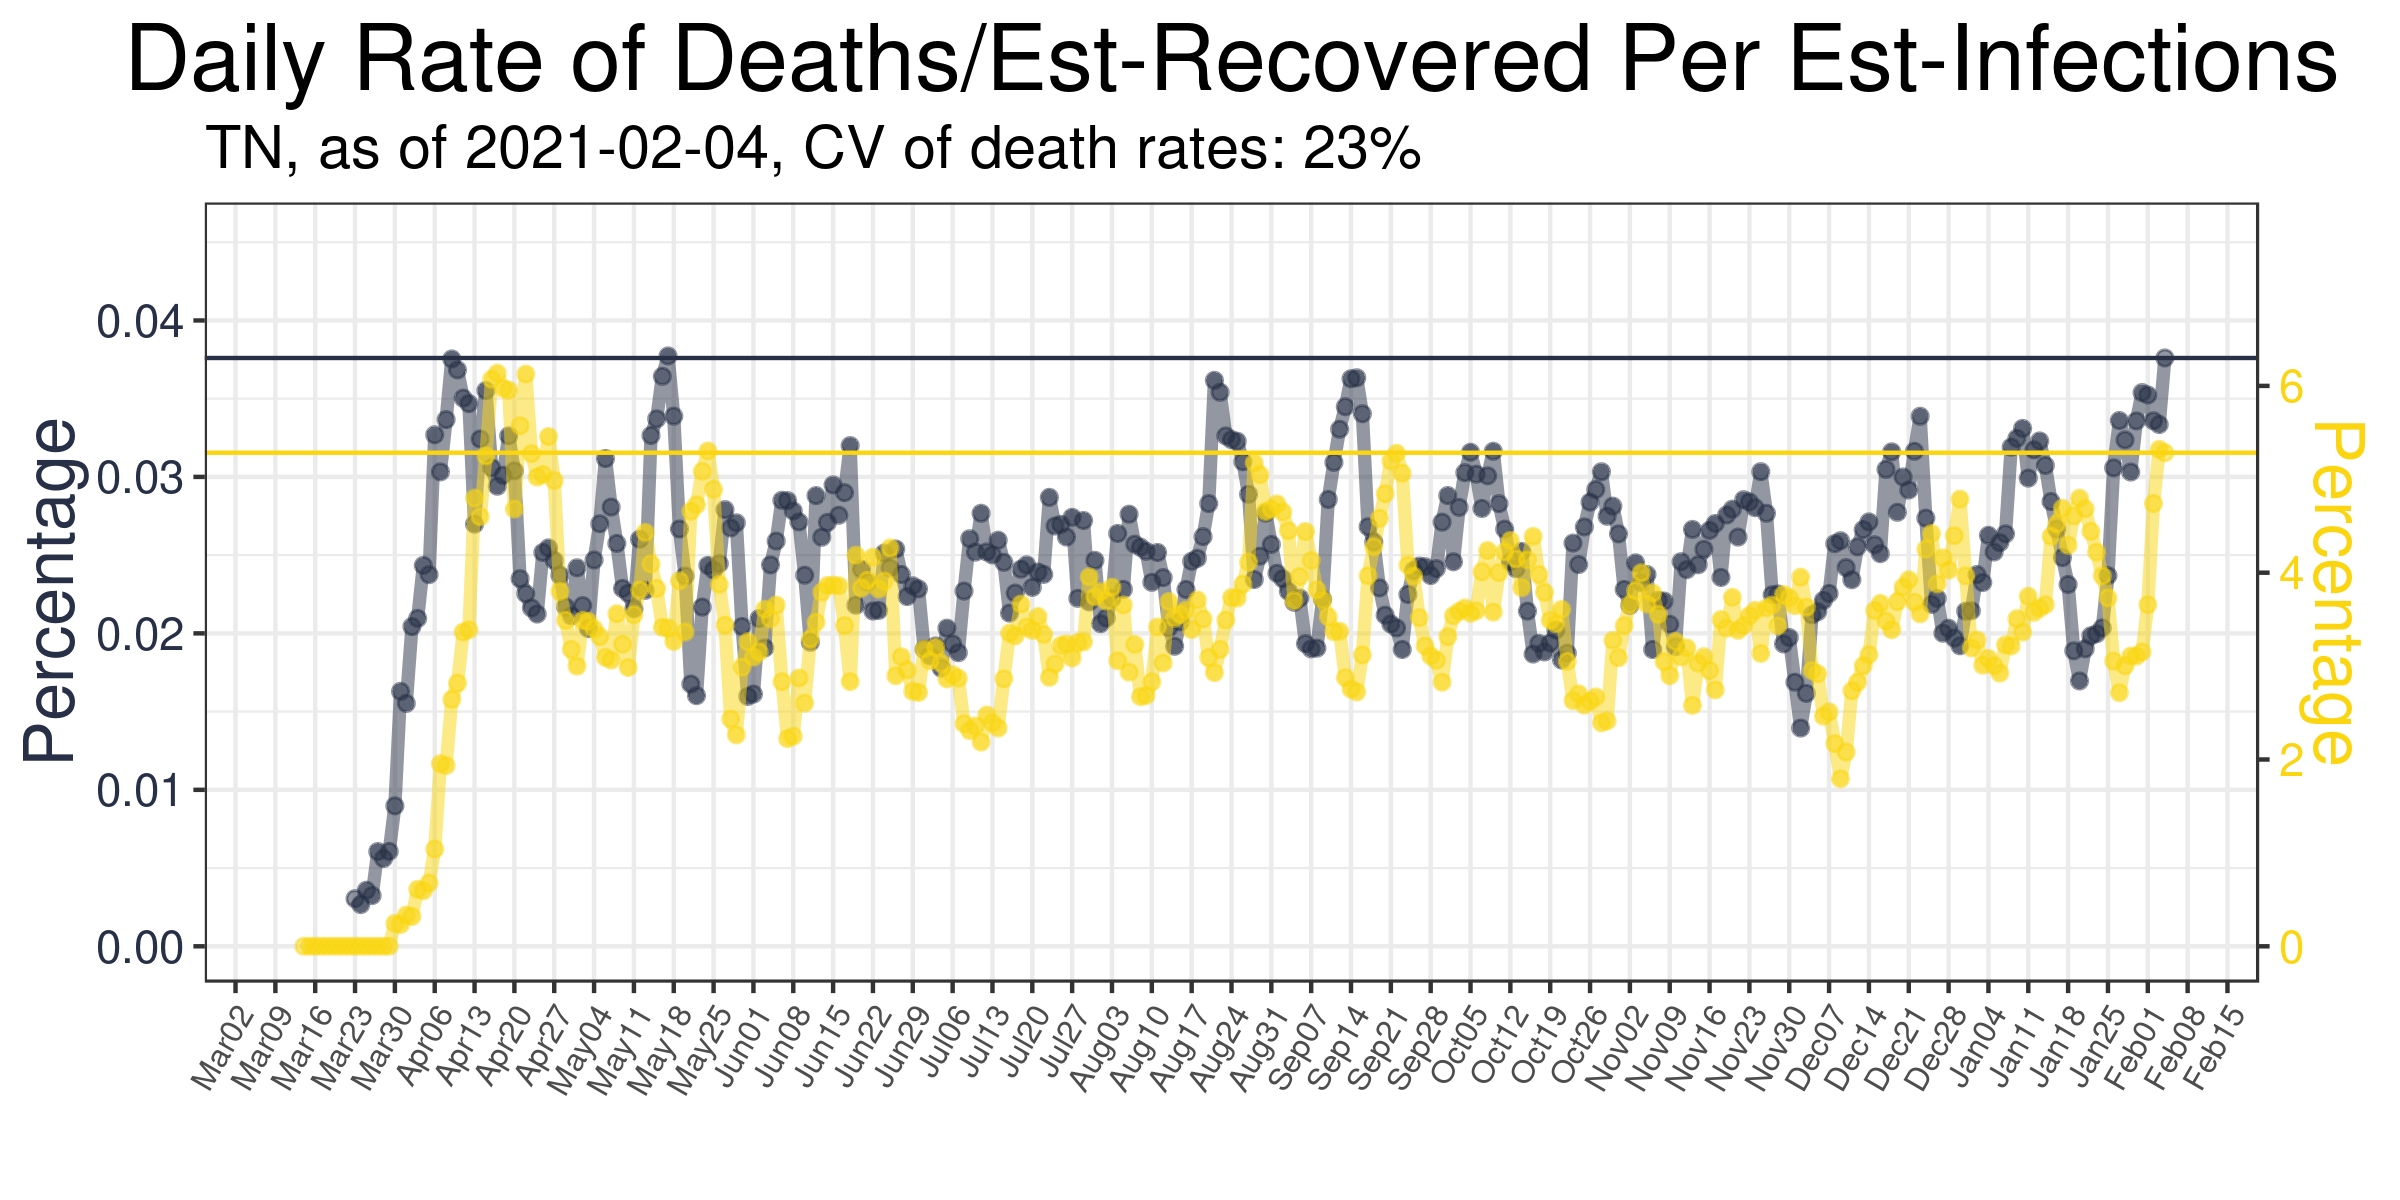 Daily Rate of Deaths/Est-Recovered Per Est-Infections
TN, as of 2021-02-04, CV of death rates: 23%
Percentage
0.04
0.03
0.02
0.01
0.00
6
4
2
0
Percentage
Mar02 Mar09 Mar16 Mar23 Mar30 Apr06 Apr13 Apr20 Apr27 May04 May11 May18 May25 Jun01 Jun08 Jun15 Jun22 Jun29 Jul06 Jul13 Jul20 Jul27 Aug03 Aug10 Aug17 Aug24 Aug31 Sep07 Sep14 Sep21 Sep28 Oct05 Oct12 Oct19 Oct26 Nov02 Nov09 Nov16 Nov23 Nov30 Dec07 Dec14 Dec21 Dec28 Jan04 Jan11 Jan18 Jan25 Feb01 Feb08 Feb15